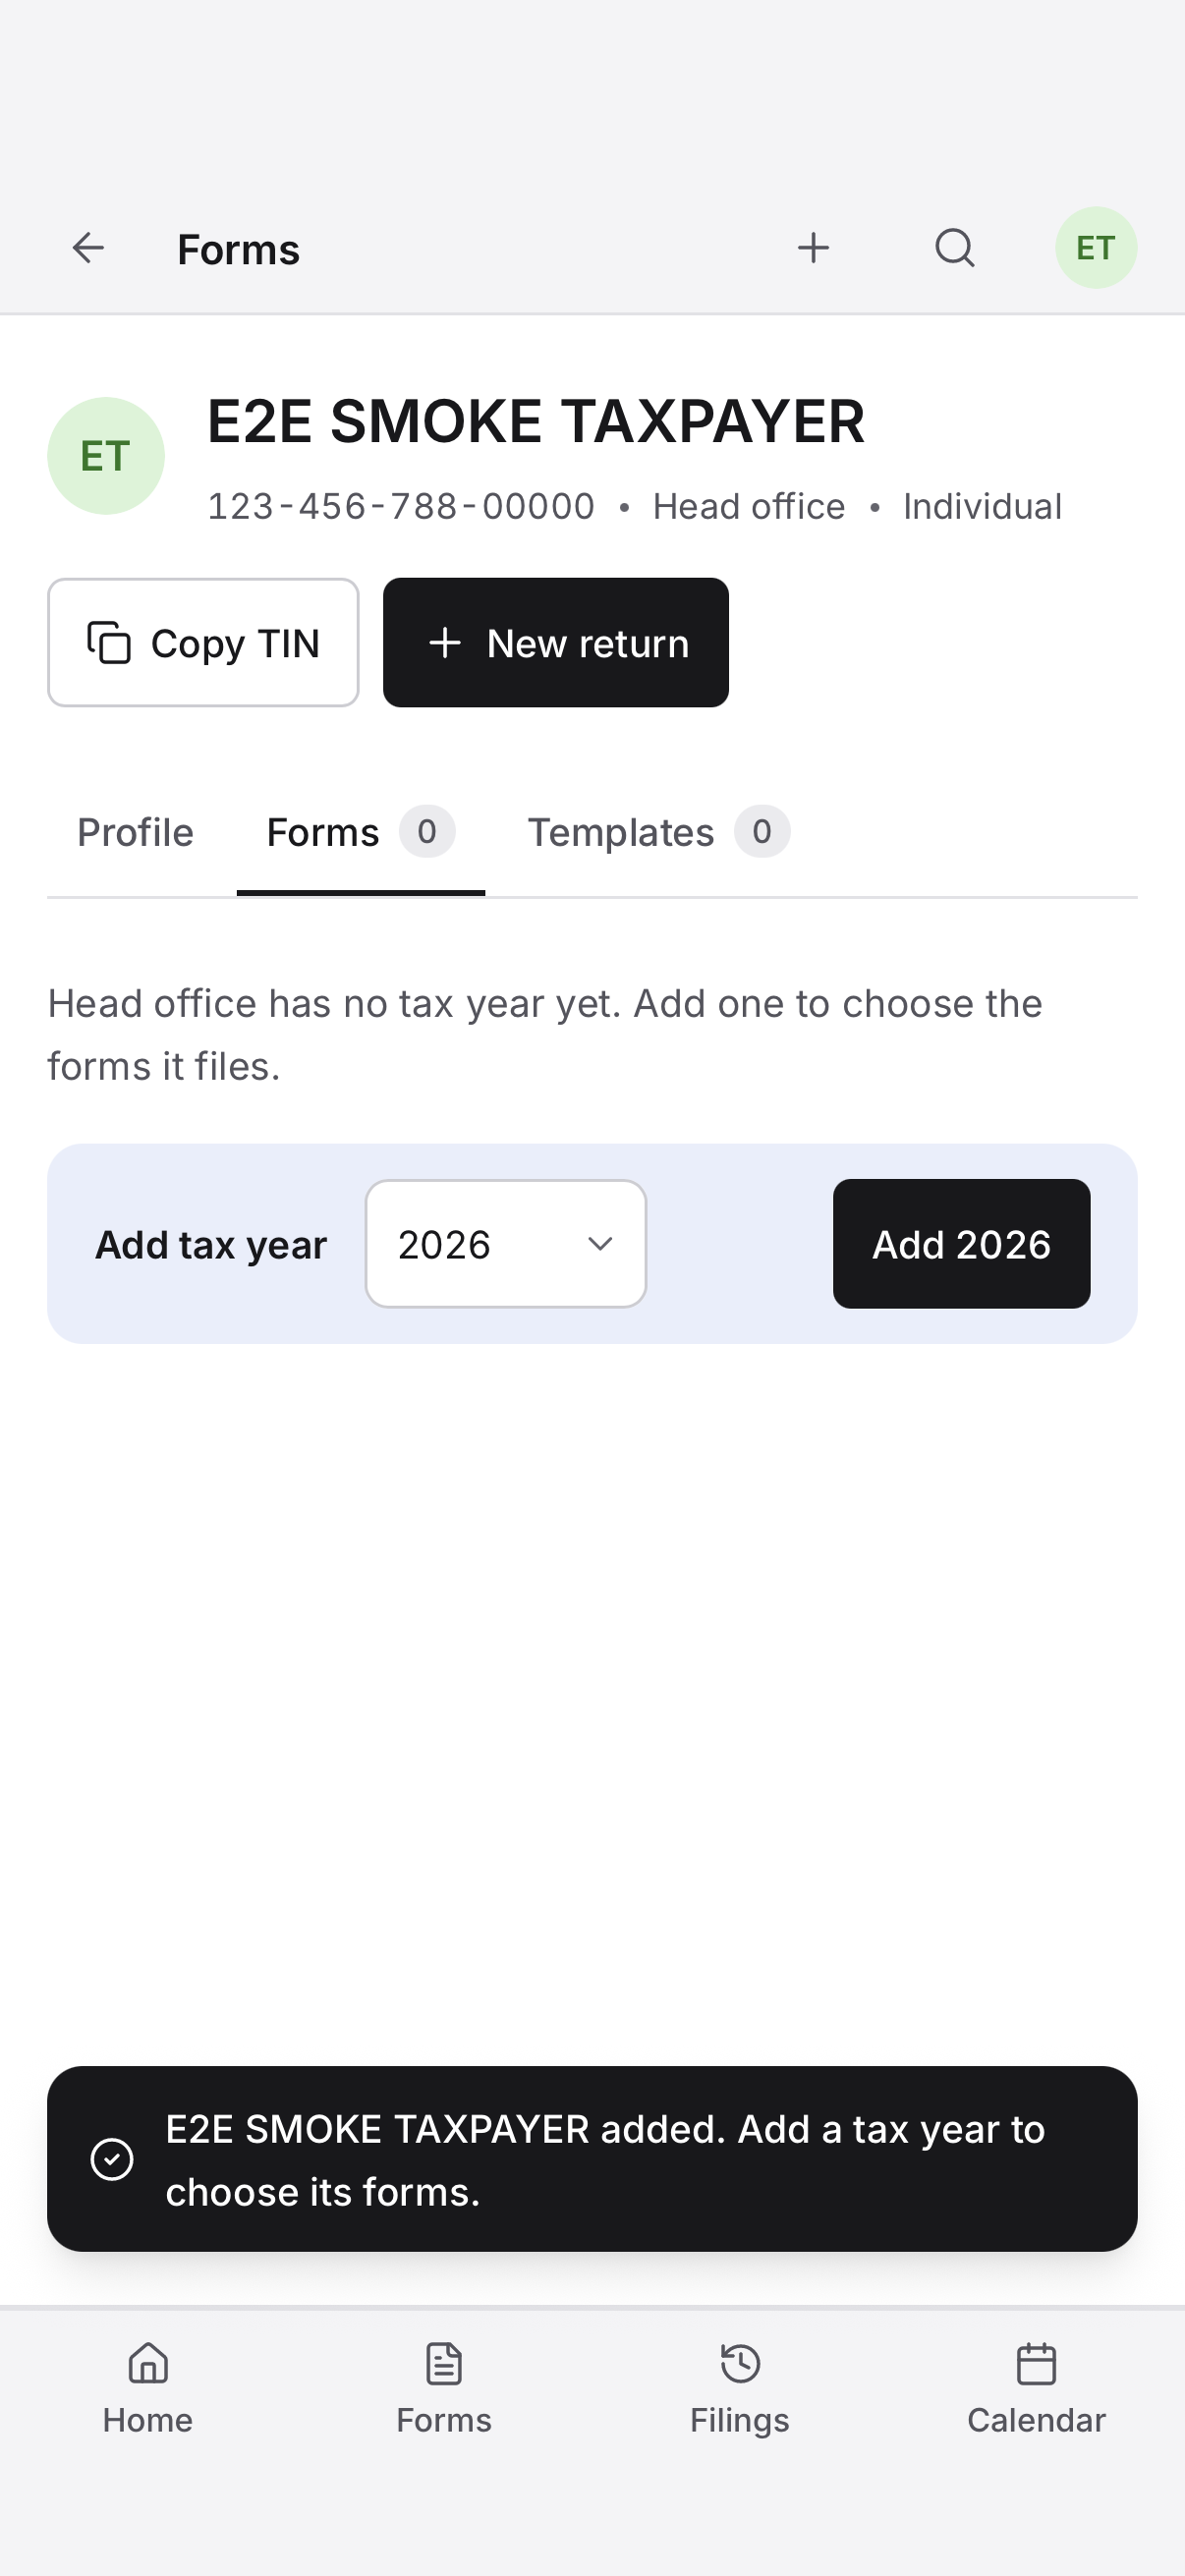 Forms
ET
ET
E2E SMOKE TAXPAYER
123-456-788-00000 • Head office • Individual
Copy TIN
New return
Profile
Forms 0
Templates 0
Head office has no tax year yet. Add one to choose the
forms it files.
Add tax year
2026
Add 2026
E2E SMOKE TAXPAYER added. Add a tax year to
choose its forms.
Home
Forms
Filings
Calendar